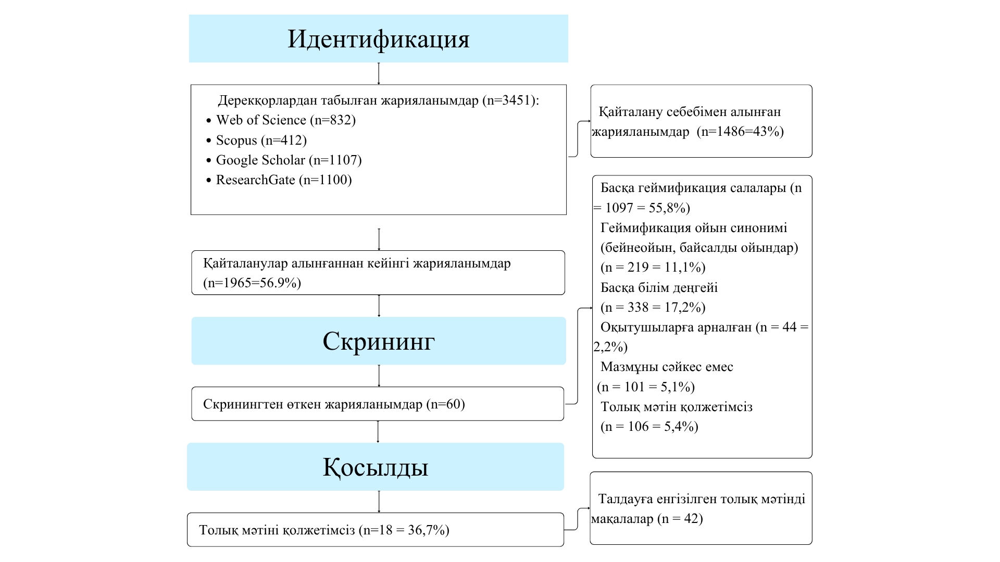 Идентификация
Дерекқорлардан табылған жарияланымдар (n=3451):
• Web of Science (n=832)
• Scopus (n=412)
• Google Scholar (n=1107)
• ResearchGate (n=1100)
Қайталану себебімен алынған
жарияланымдар (n=1486=43%)
Қайталанулар алынғаннан кейінгі жарияланымдар
(n=1965=56.9%)
Скрининг
Скринингтен өткен жарияланымдар (n=60)
Басқа геймификация салалары (n
= 1097 = 55,8%)
Геймификация ойын синонимі
(бейнеойын, байсалды ойындар)
(n = 219 = 11,1%)
Басқа білім деңгейі
(n = 338 = 17,2%)
Оқытушыларға арналған (n = 44 =
2,2%)
Мазмұны сәйкес емес
(n = 101 = 5,1%)
Толық мәтін қолжетімсіз
(n = 106 = 5,4%)
Қосылды
Толық мәтіні қолжетімсіз (n=18 = 36,7%)
Талдауға енгізілген толық мәтінді
мақалалар (n = 42)